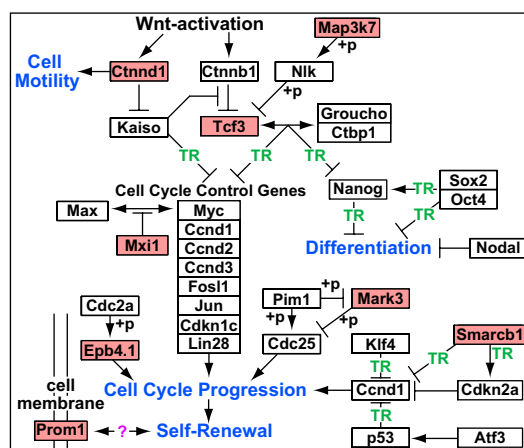 Wnt-activation
Map3k7
+p
Cell
Motility
Ctnnd1
Ctnnb1
Nlk
+p
Kaiso
Tcf3
Groucho
Ctbp1
TR
TR
TR
Cell Cycle Control Genes
Nanog
TR
Sox2
Oct4
TR
TR
Max
Mxi1
Myc
Ccnd1
Ccnd2
Ccnd3
Fosl1
Jun
Cdkn1c
Lin28
Differentiation
Nodal
Cdc2a
+p
Epb4.1
Pim1
+p
Mark3
+p
+p
Cdc25
Klf4
TR
Smarcb1
TR
TR
cell
membrane
Cell Cycle Progression
Ccnd1
Cdkn2a
TR
Prom1
?
Self-Renewal
p53
Atf3